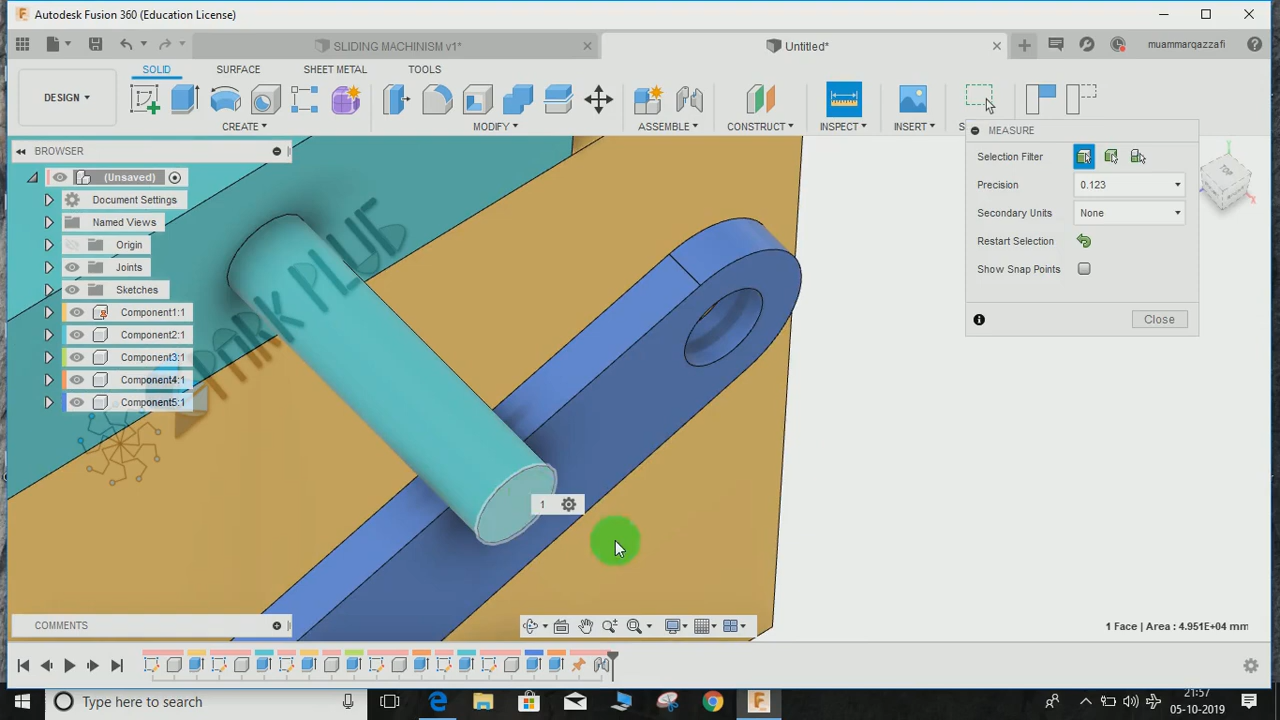 Autodesk Fusion 360 (Education License)
SLIDING MACHINISM v1*
Untitled*
muammarqazzafi
DESIGN
SOLID
SURFACE
SHEET METAL
TOOLS
CREATE
MODIFY
ASSEMBLE
CONSTRUCT
INSPECT
INSERT
BROWSER
(Unsaved)
Document Settings
Named Views
Origin
Joints
Sketches
Component1:1
Component2:1
Component3:1
Component4:1
Component5:1
MEASURE
Selection Filter
Precision
0.123
Secondary Units
None
Restart Selection
Show Snap Points
Close
1
COMMENTS
1 Face | Area : 4.951E+04 mm
Type here to search
21:57
05-10-2019